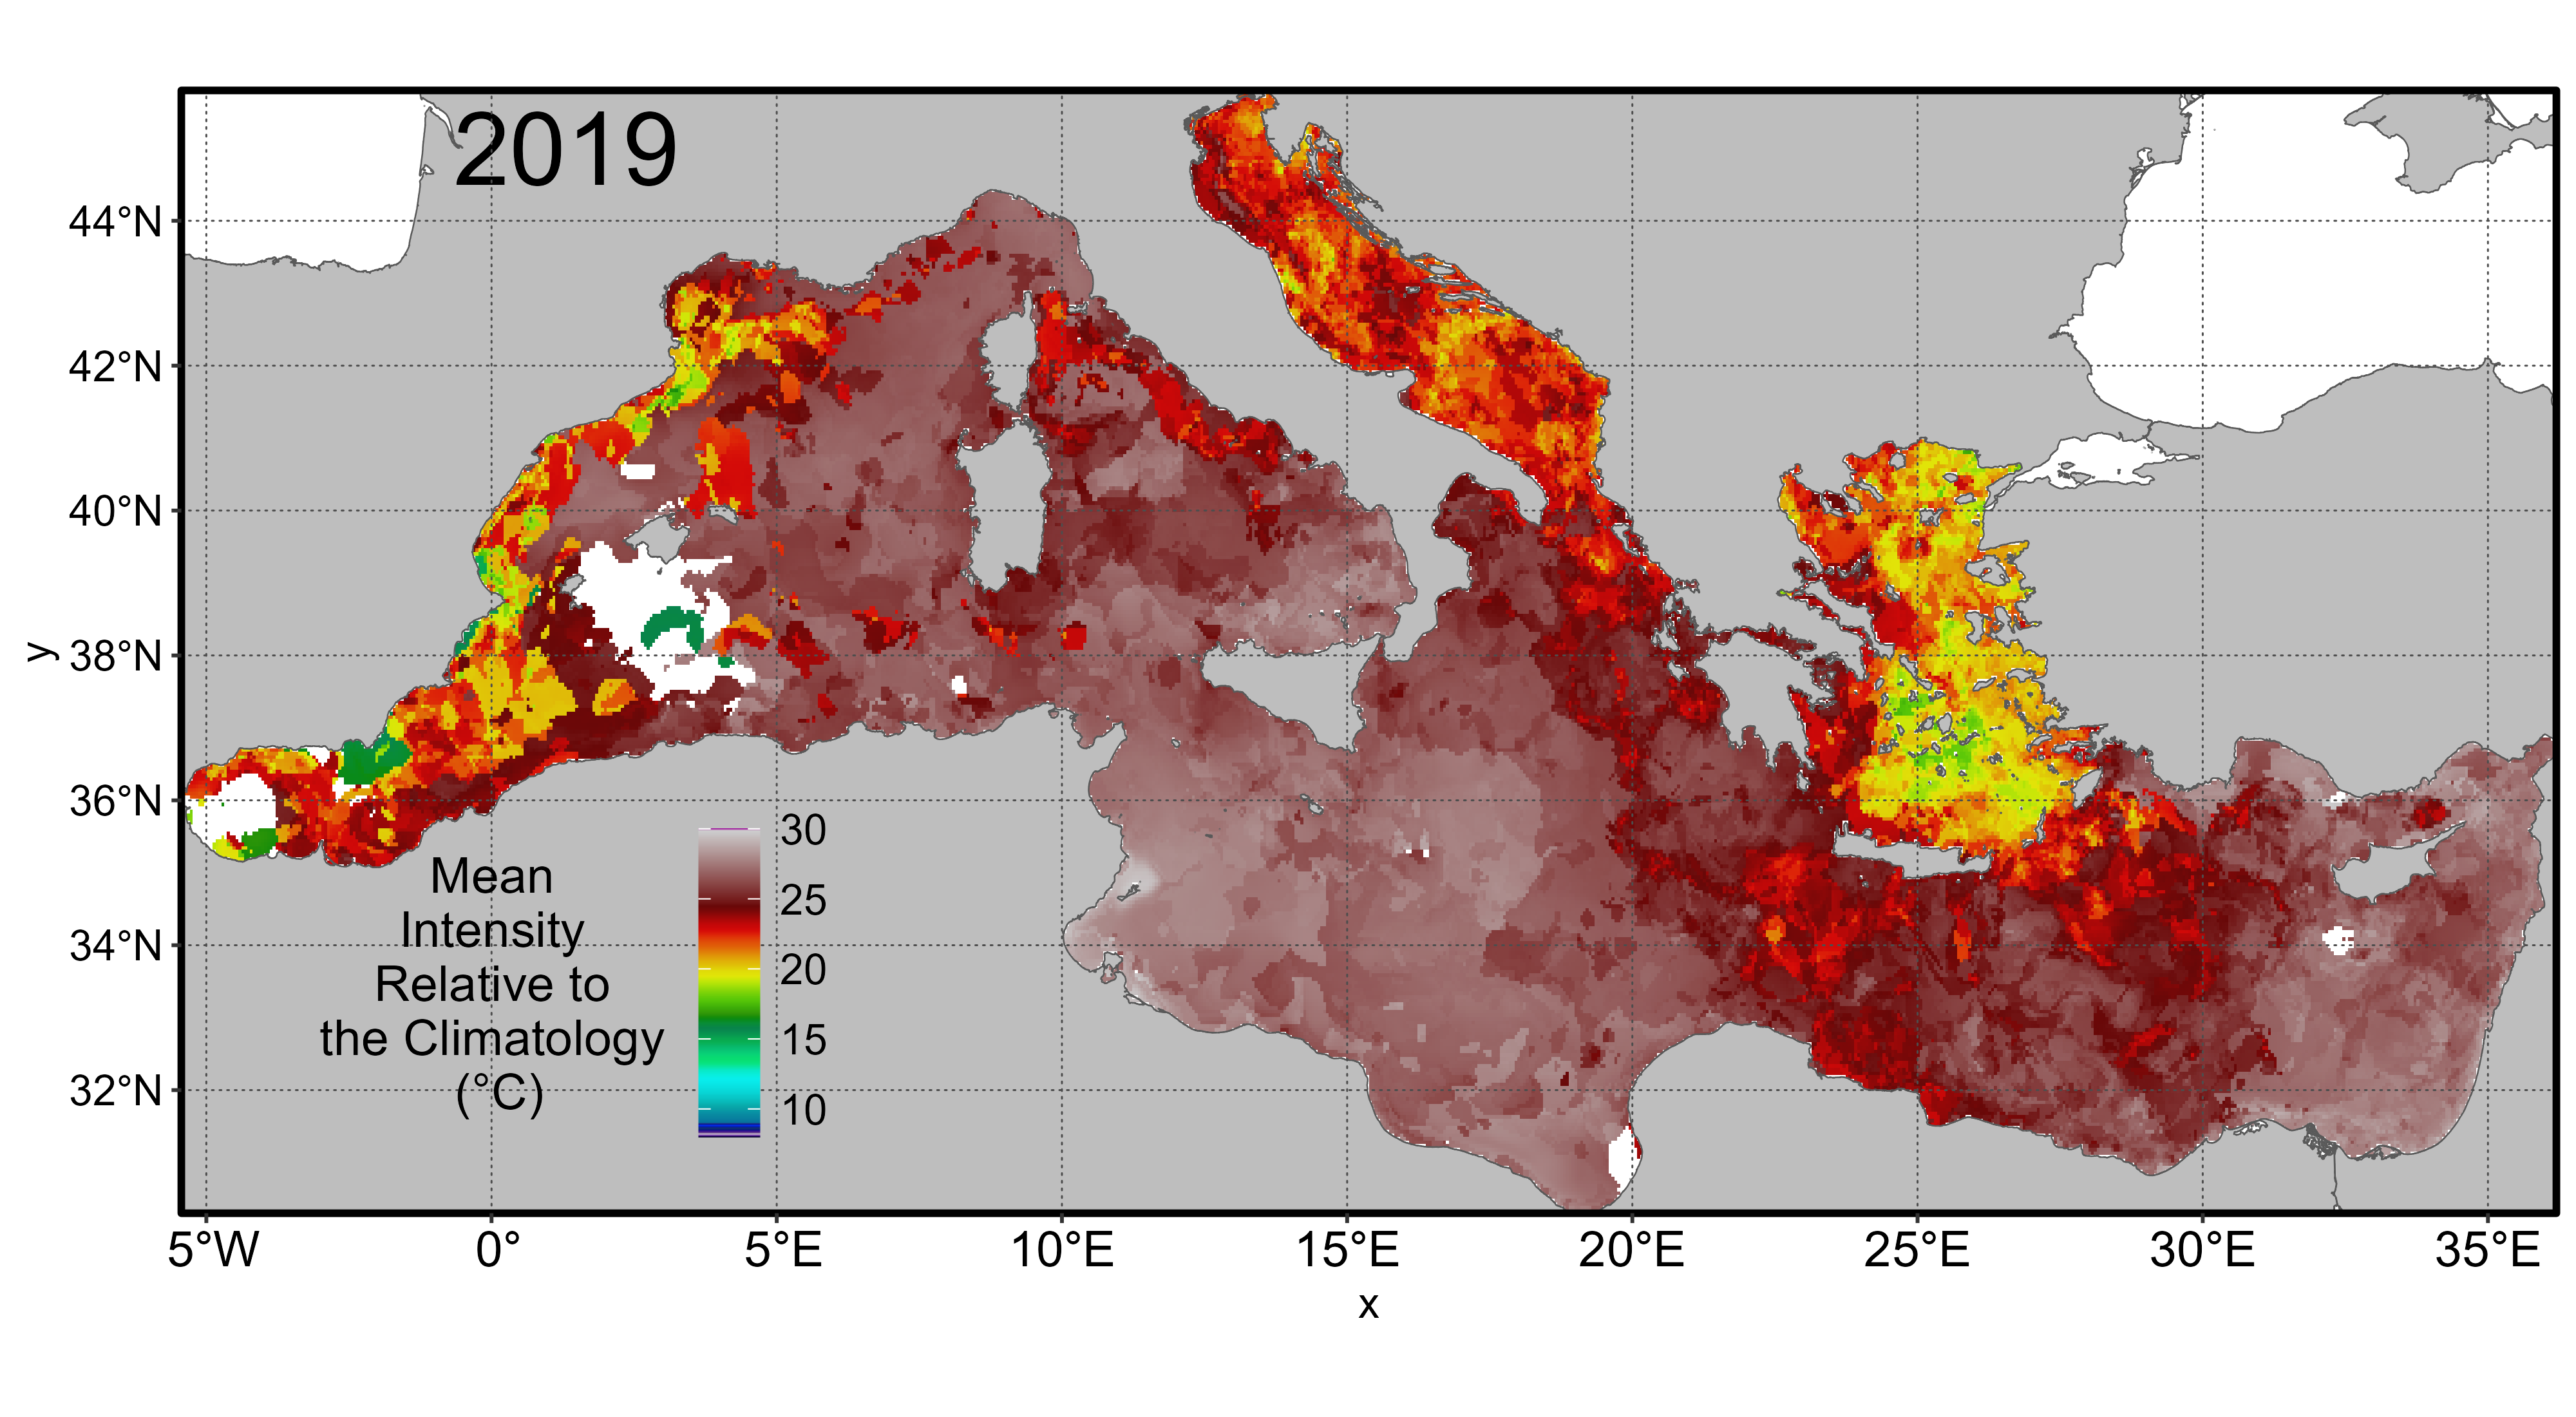 2019
44°N
42°N
40°N
38°N
36°N
34°N
32°N
y
Mean
Intensity
Relative to
the Climatology
(°C)
30
25
20
15
10
5°W 0° 5°E 10°E 15°E 20°E 25°E 30°E 35°E
x